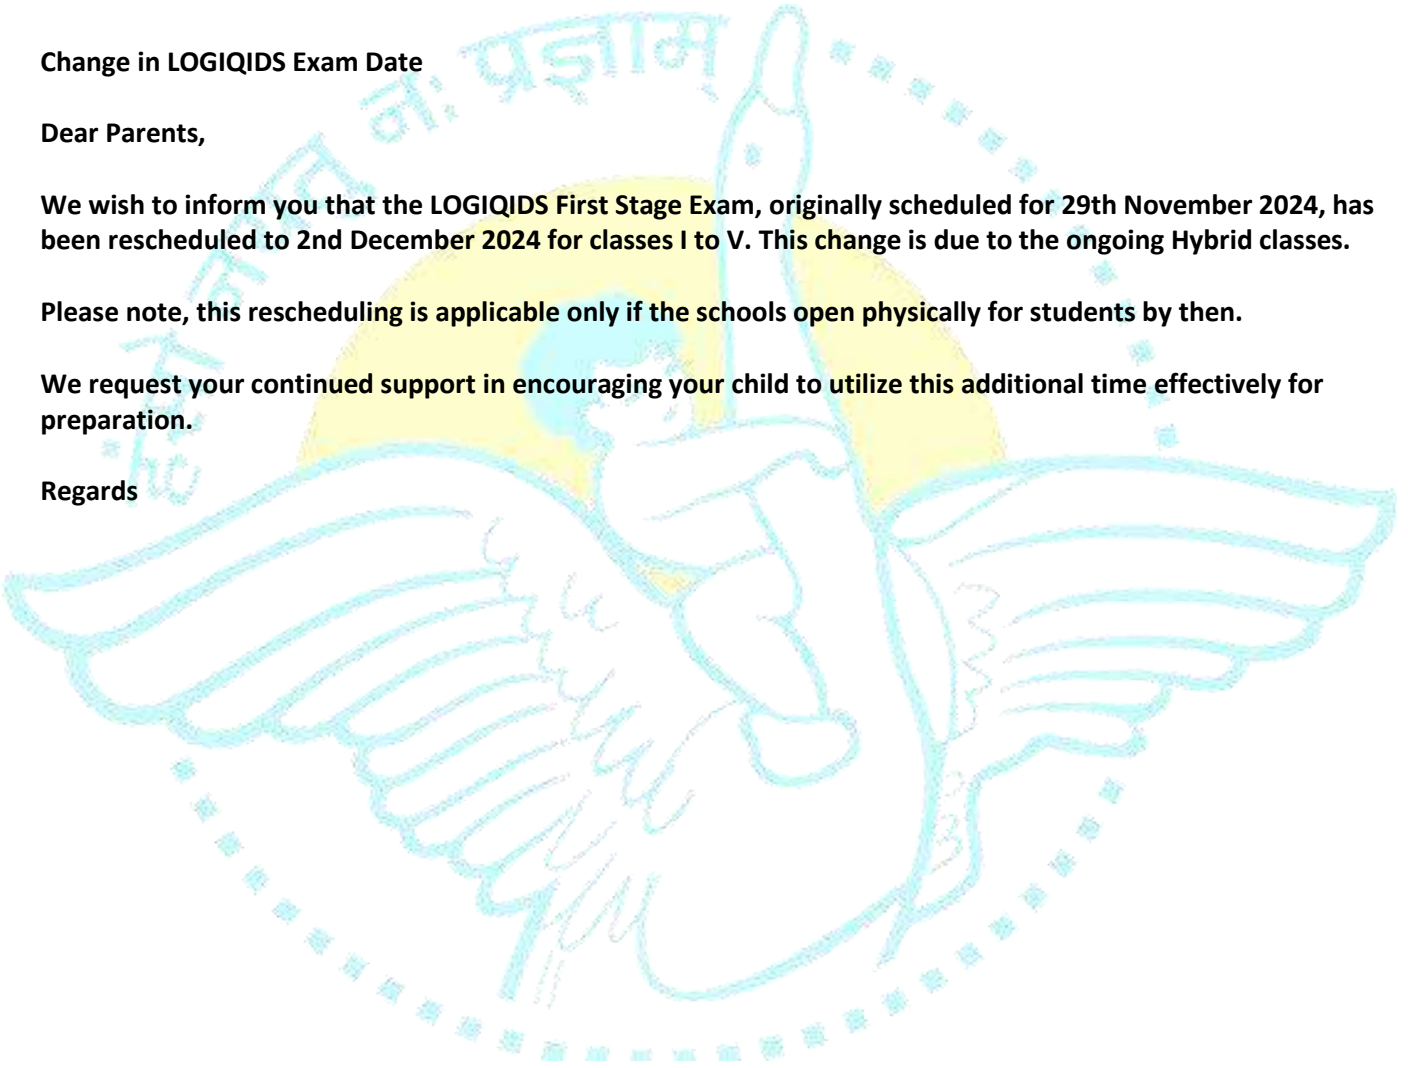 हंसो नयतु नः प्रज्ञाम्
Change in LOGIQIDS Exam Date
Dear Parents,
We wish to inform you that the LOGIQIDS First Stage Exam, originally scheduled for 29th November 2024, has
been rescheduled to 2nd December 2024 for classes I to V. This change is due to the ongoing Hybrid classes.
Please note, this rescheduling is applicable only if the schools open physically for students by then.
We request your continued support in encouraging your child to utilize this additional time effectively for
preparation.
Regards